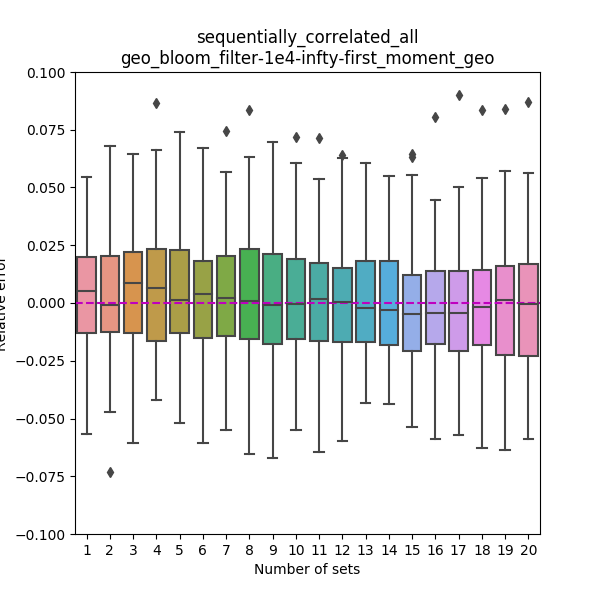 sequentially_correlated_all
geo_bloom_filter-1e4-infty-first_moment_geo
0.100
0.075
0.050
0.025
0.000
−0.025
−0.050
−0.075
−0.100
Relative error
1 2 3 4 5 6 7 8 9 10 11 12 13 14 15 16 17 18 19 20
Number of sets